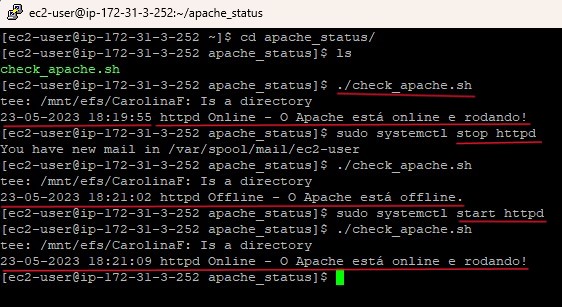 ec2-user@ip-172-31-3-252:~/apache_status
[ec2-user@ip-172-31-3-252 ~]$ cd apache_status/
[ec2-user@ip-172-31-3-252 apache_status]$ ls
check_apache.sh
[ec2-user@ip-172-31-3-252 apache_status]$ ./check_apache.sh
tee: /mnt/efs/CarolinaF: Is a directory
23-05-2023 18:19:55 httpd Online - O Apache está online e rodando!
[ec2-user@ip-172-31-3-252 apache_status]$ sudo systemctl stop httpd
You have new mail in /var/spool/mail/ec2-user
[ec2-user@ip-172-31-3-252 apache_status]$ ./check_apache.sh
tee: /mnt/efs/CarolinaF: Is a directory
23-05-2023 18:21:02 httpd Offline - O Apache está offline.
[ec2-user@ip-172-31-3-252 apache_status]$ sudo systemctl start httpd
[ec2-user@ip-172-31-3-252 apache_status]$ ./check_apache.sh
tee: /mnt/efs/CarolinaF: Is a directory
23-05-2023 18:21:09 httpd Online - O Apache está online e rodando!
[ec2-user@ip-172-31-3-252 apache_status]$